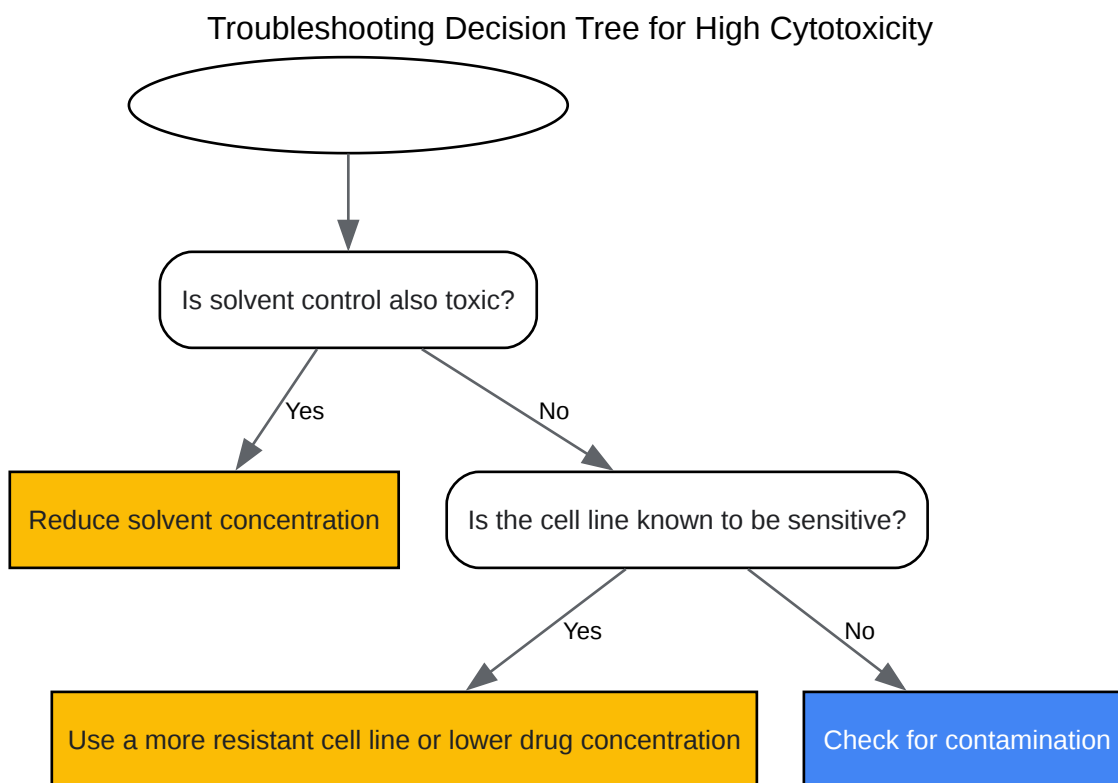 Troubleshooting Decision Tree for High Cytotoxicity
Is solvent control also toxic?
Yes
No
Reduce solvent concentration
Is the cell line known to be sensitive?
Yes
No
Use a more resistant cell line or lower drug concentration
Check for contamination